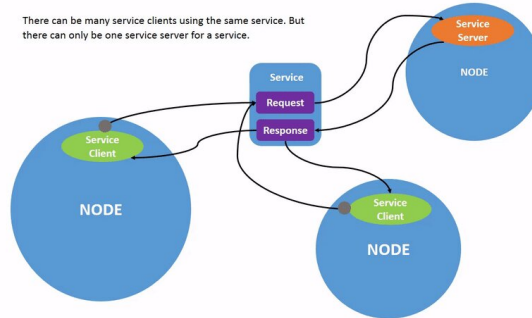 There can be many service clients using the same service. But
there can only be one service server for a service.
Service
Server
NODE
Service
Request
Response
Service
Client
NODE
Service
Client
NODE